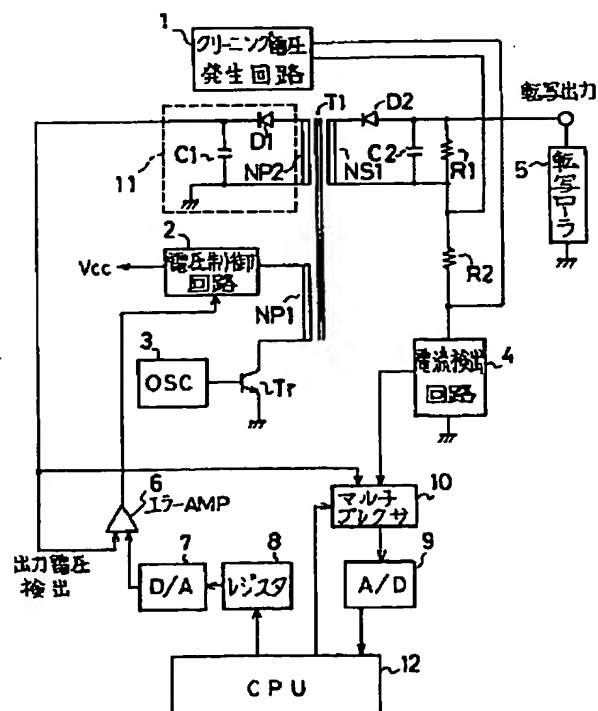 1
クリーニング電圧
発生回路
転写出力
T1
D2
D1
C1
NP2
NS1
C2
R1
5
転写ローラ
11
2
Vcc
電圧制御
回路
R2
NP1
3
OSC
Tr
電流検出
回路
4
6
エラーAMP
10
マルチ
プレクサ
出力電圧
検出
7
D/A
8
レジスタ
9
A/D
12
CPU